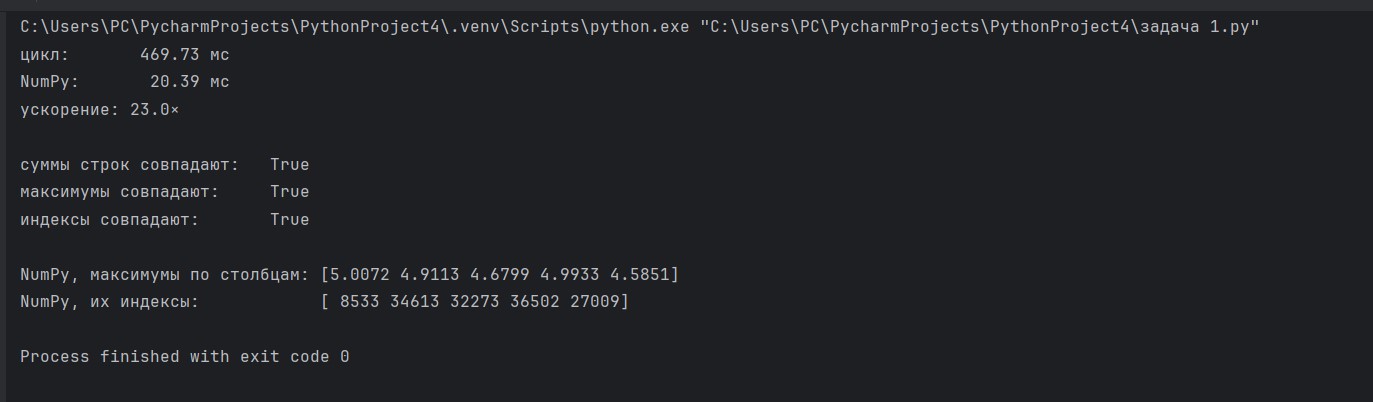 C:\Users\PC\PycharmProjects\PythonProject4\.venv\Scripts\python.exe "C:\Users\PC\PycharmProjects\PythonProject4\задача 1.py"
цикл:       469.73 мс
NumPy:       20.39 мс
ускорение: 23.0×
суммы строк совпадают:   True
максимумы совпадают:     True
индексы совпадают:       True
NumPy, максимумы по столбцам: [5.0072 4.9113 4.6799 4.9933 4.5851]
NumPy, их индексы:            [ 8533 34613 32273 36502 27009]
Process finished with exit code 0